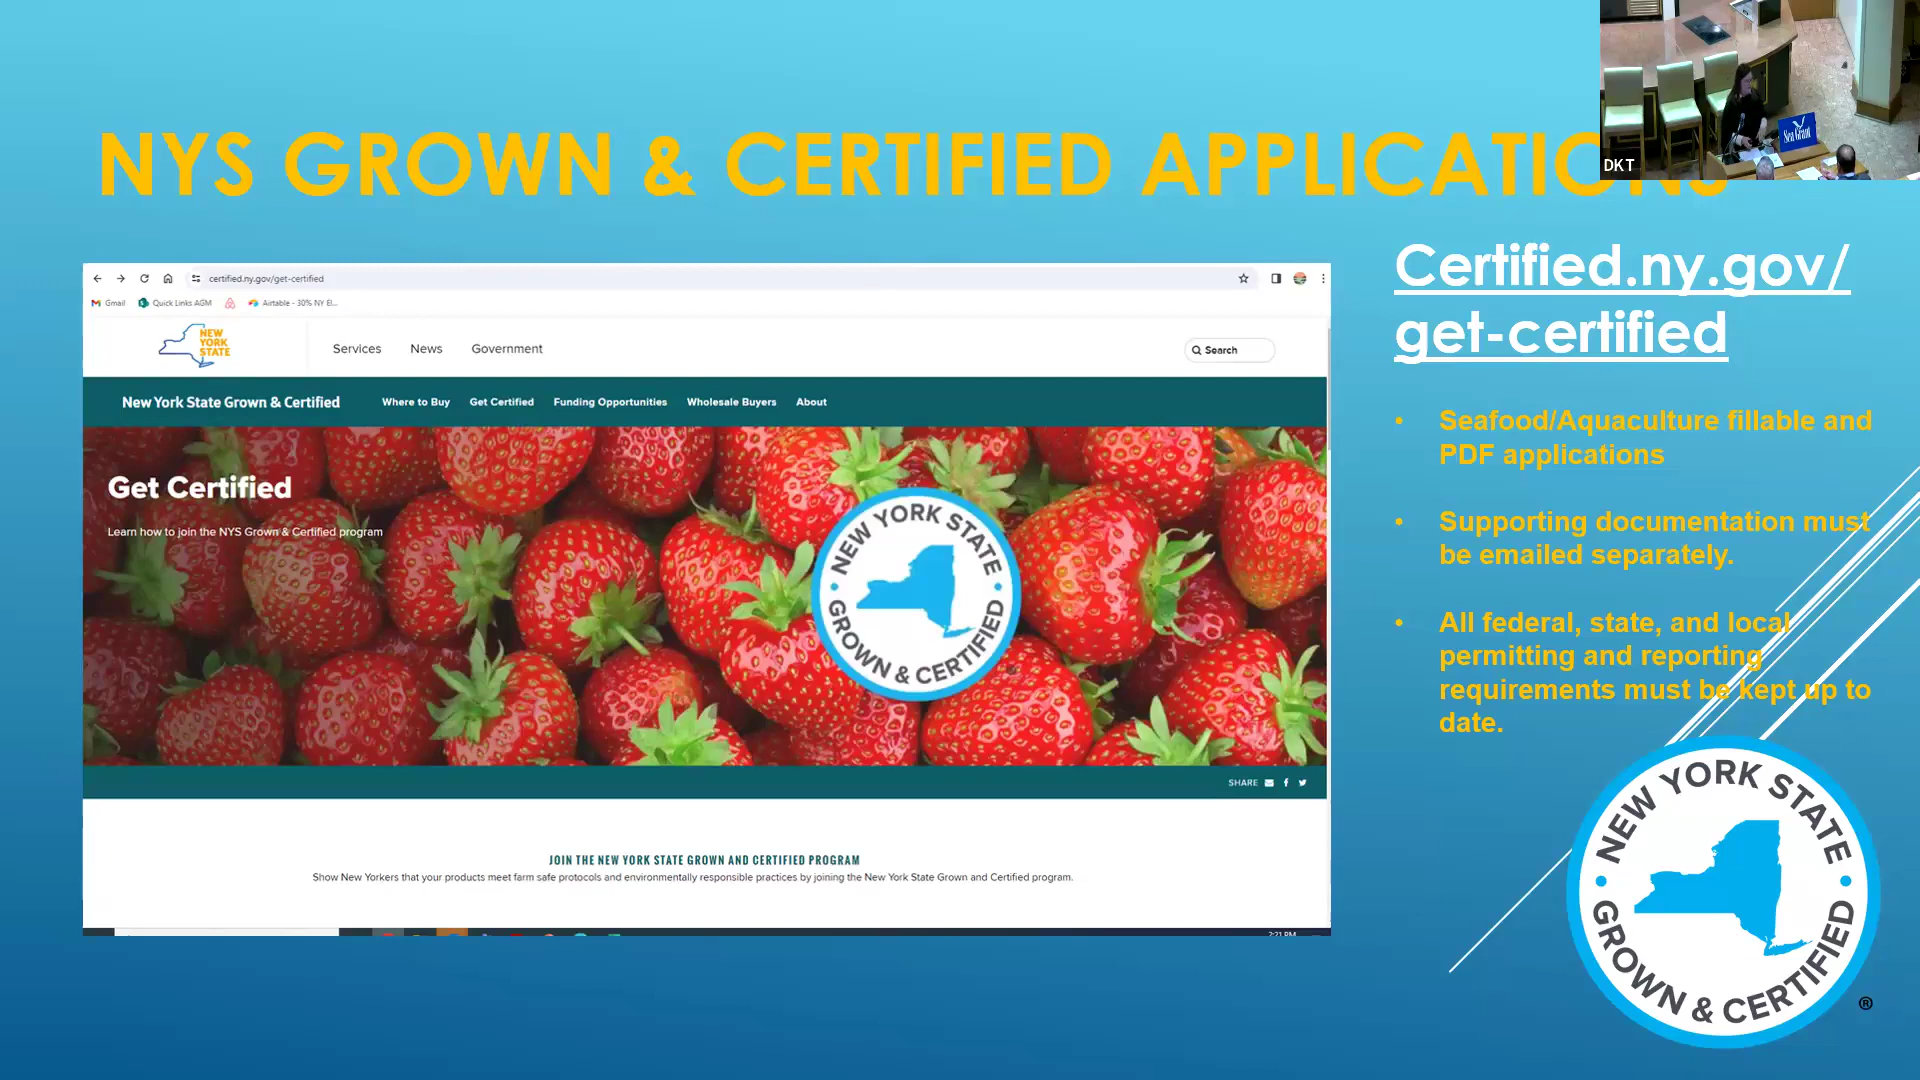 NYS GROWN & CERTIFIED APPLICATIONS
DKT
Sea Grant
certified.ny.gov/get-certified
Gmail
Quick Links AGM
Airtable - 30% NY El...
NEW
YORK
STATE
Services
News
Government
Search
New York State Grown & Certified
Where to Buy
Get Certified
Funding Opportunities
Wholesale Buyers
About
Get Certified
Learn how to join the NYS Grown & Certified program
NEW YORK STATE
GROWN & CERTIFIED
SHARE
JOIN THE NEW YORK STATE GROWN AND CERTIFIED PROGRAM
Show New Yorkers that your products meet farm safe protocols and environmentally responsible practices by joining the New York State Grown and Certified program.
2:21 PM
Certified.ny.gov/
get-certified
• Seafood/Aquaculture fillable and
PDF applications
• Supporting documentation must
be emailed separately.
• All federal, state, and local
permitting and reporting
requirements must be kept up to
date.
NEW YORK STATE
GROWN & CERTIFIED
®